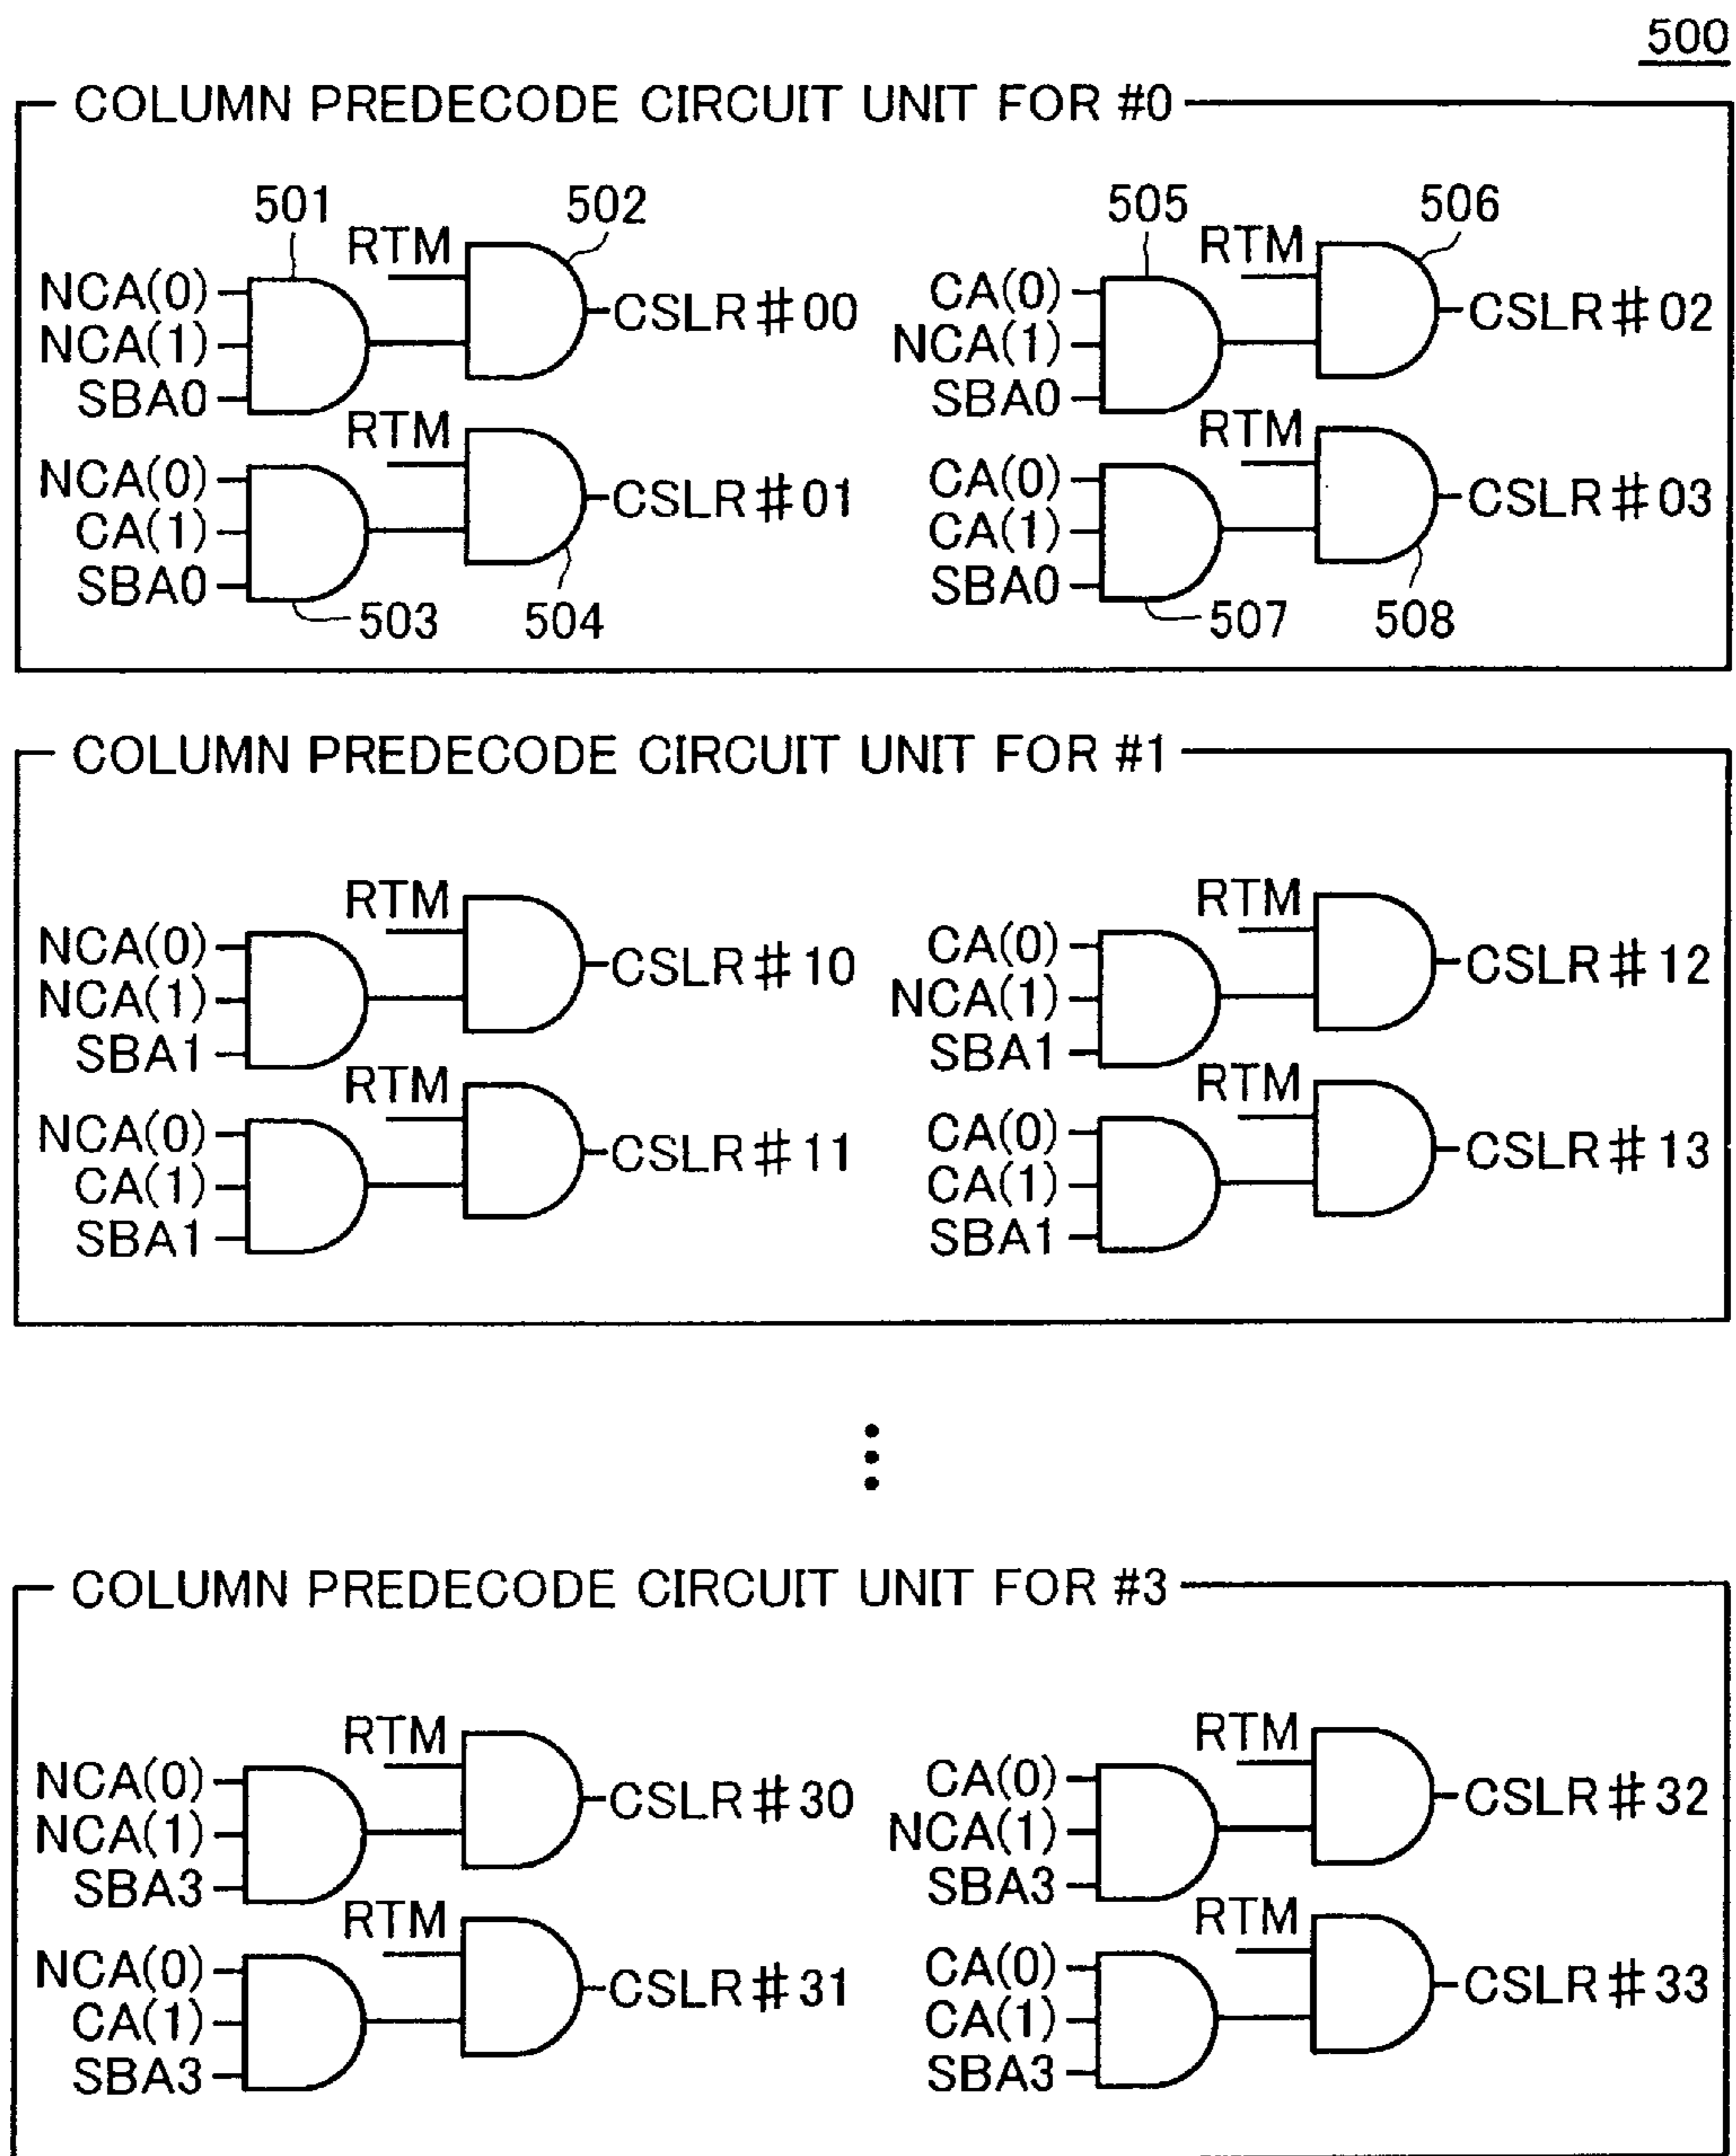 500
COLUMN PREDECODE CIRCUIT UNIT FOR #0
501
RTM
502
NCA(0)
NCA(1)
SBA0
CSLR#00
505
RTM
506
CA(0)
NCA(1)
SBA0
CSLR#02
RTM
NCA(0)
CA(1)
SBA0
CSLR#01
503
504
RTM
CA(0)
CA(1)
SBA0
CSLR#03
507
508
COLUMN PREDECODE CIRCUIT UNIT FOR #1
RTM
NCA(0)
NCA(1)
SBA1
CSLR#10
RTM
CA(0)
NCA(1)
SBA1
CSLR#12
RTM
NCA(0)
CA(1)
SBA1
CSLR#11
RTM
CA(0)
CA(1)
SBA1
CSLR#13
COLUMN PREDECODE CIRCUIT UNIT FOR #3
RTM
NCA(0)
NCA(1)
SBA3
CSLR#30
RTM
CA(0)
NCA(1)
SBA3
CSLR#32
RTM
NCA(0)
CA(1)
SBA3
CSLR#31
RTM
CA(0)
CA(1)
SBA3
CSLR#33